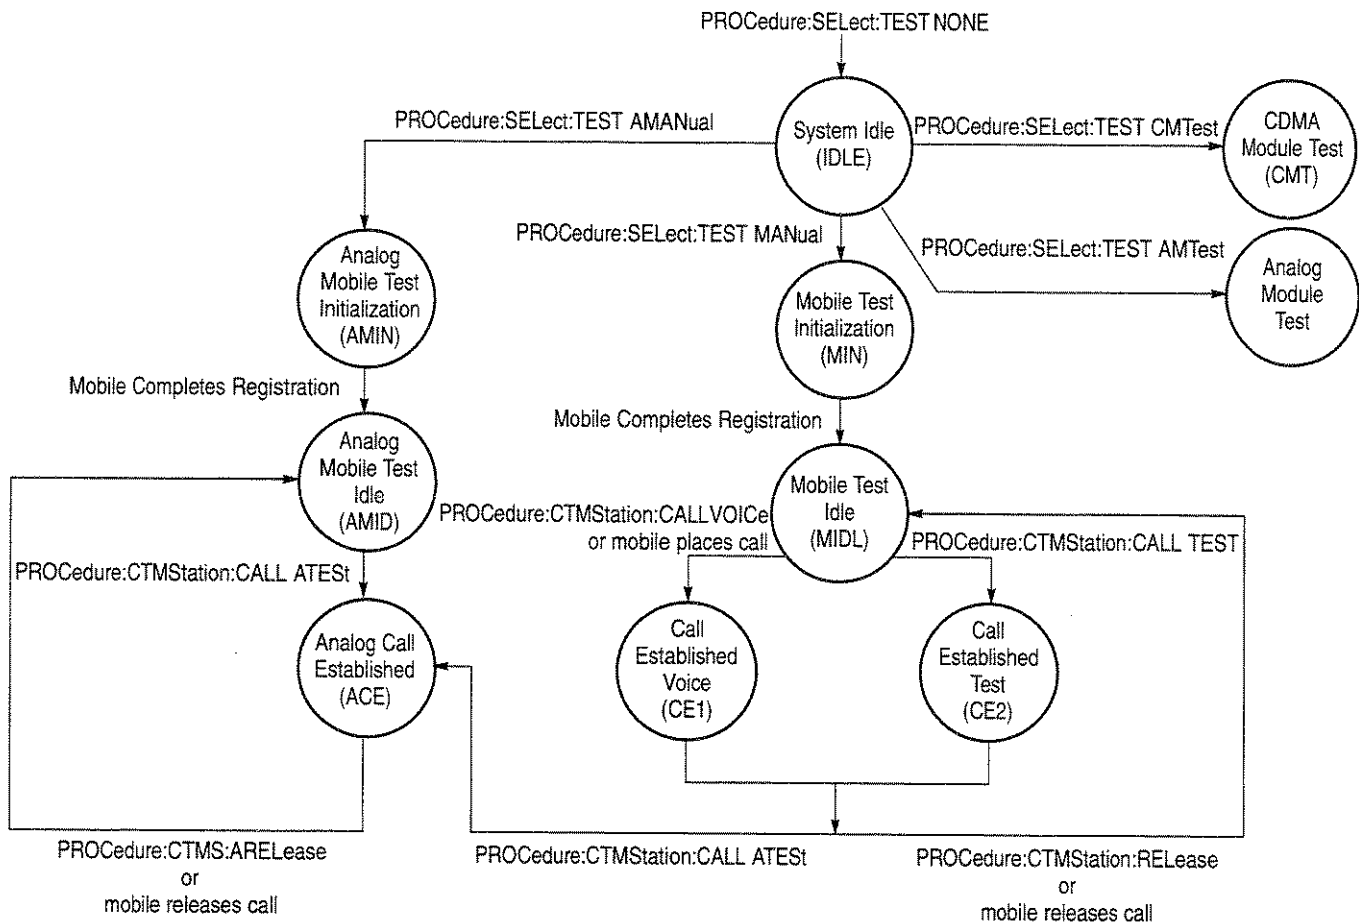 PROCedure:SELect:TEST NONE
PROCedure:SELect:TEST AMANual
System Idle
(IDLE)
PROCedure:SELect:TEST CMTest
CDMA
Module Test
(CMT)
PROCedure:SELect:TEST MANual
PROCedure:SELect:TEST AMTest
Analog
Mobile Test
Initialization
(AMIN)
Mobile Test
Initialization
(MIN)
Analog
Module
Test
Mobile Completes Registration
Mobile Completes Registration
Analog
Mobile Test
Idle
(AMID)
Mobile Test
Idle
(MIDL)
PROCedure:CTMStation:CALLVOICe
or mobile places call
PROCedure:CTMStation:CALL TEST
PROCedure:CTMStation:CALL ATESt
Analog Call
Established
(ACE)
Call
Established
Voice
(CE1)
Call
Established
Test
(CE2)
PROCedure:CTMS:ARELease
or
mobile releases call
PROCedure:CTMStation:CALL ATESt
PROCedure:CTMStation:RELease
or
mobile releases call